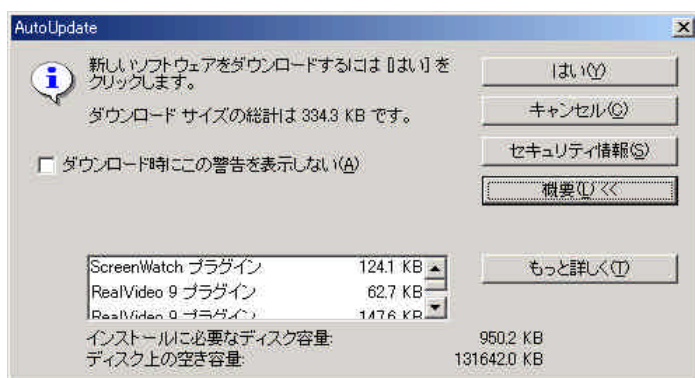 AutoUpdate
新しいソフトウェアをダウンロードするには [はい] を
クリックします。
ダウンロード サイズの総計は 334.3 KB です。
ダウンロード時にこの警告を表示しない(A)
はい(Y)
キャンセル(C)
セキュリティ情報(S)
概要(L) <<
ScreenWatch プラグイン 124.1 KB
RealVideo 9 プラグイン 62.7 KB
RealVideo 9 プラグイン 147.6 KB
もっと詳しく(T)
インストールに必要なディスク容量: 950.2 KB
ディスク上の空き容量: 131642.0 KB